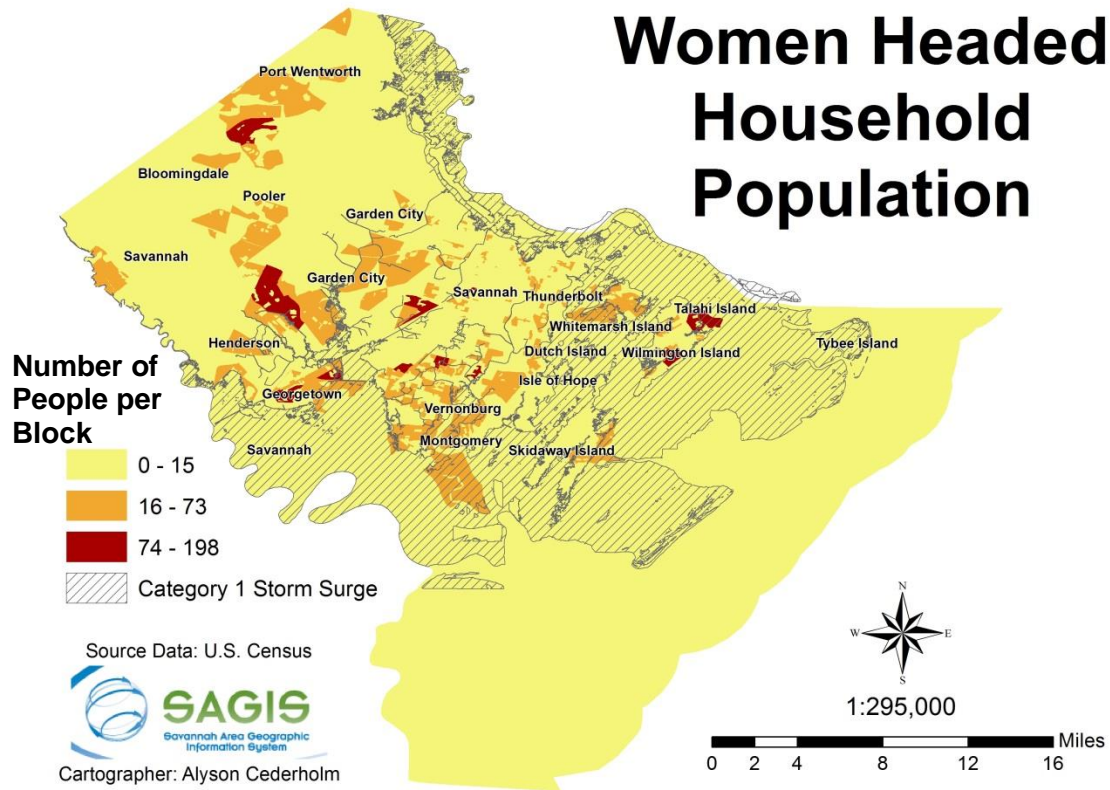 Women Headed
Household
Population
Port Wentworth
Bloomingdale
Pooler
Garden City
Savannah
Garden City
Savannah
Thunderbolt
Talahi Island
Whitemarsh Island
Henderson
Dutch Island
Wilmington Island
Tybee Island
Isle of Hope
Georgetown
Vernonburg
Montgomery
Savannah
Skidaway Island
Number of
People per
Block
0 - 15
16 - 73
74 - 198
Category 1 Storm Surge
Source Data: U.S. Census
SAGIS
Savannah Area Geographic
Information System
Cartographer: Alyson Cederholm
N
W
E
S
1:295,000
Miles
0 2 4 8 12 16